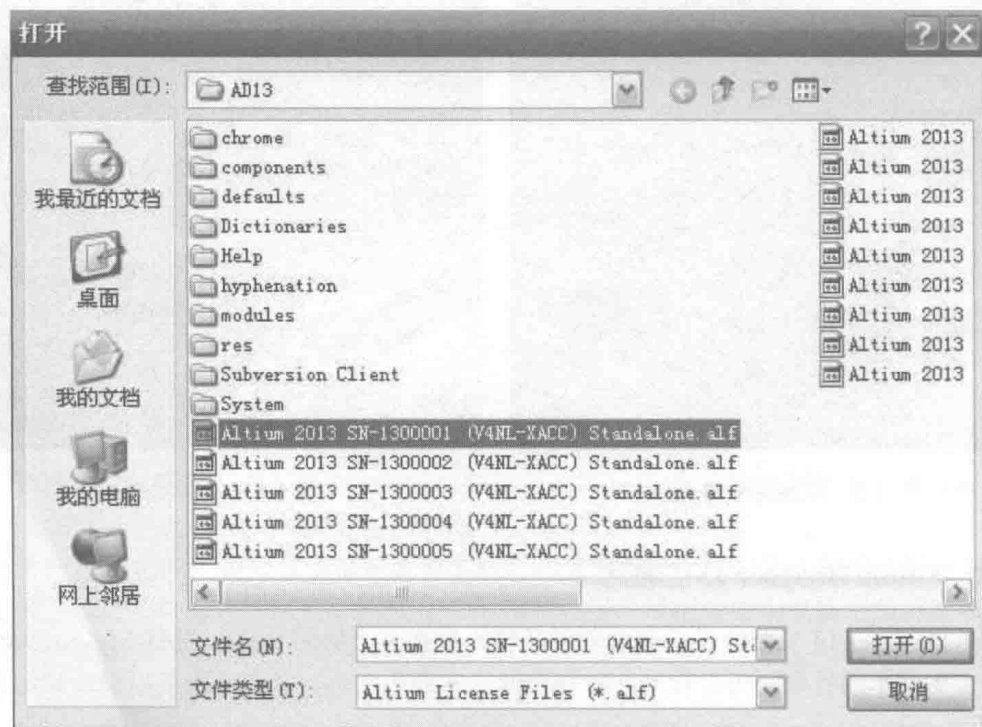 打开
查找范围(I):
AD13
我最近的文档
桌面
我的文档
我的电脑
网上邻居
chrome
components
defaults
Dictionaries
Help
hyphenation
modules
res
Subversion Client
System
Altium 2013 SN-1300001 (V4NL-XACC) Standalone.alf
Altium 2013 SN-1300002 (V4NL-XACC) Standalone.alf
Altium 2013 SN-1300003 (V4NL-XACC) Standalone.alf
Altium 2013 SN-1300004 (V4NL-XACC) Standalone.alf
Altium 2013 SN-1300005 (V4NL-XACC) Standalone.alf
Altium 2013
Altium 2013
Altium 2013
Altium 2013
Altium 2013
Altium 2013
Altium 2013
Altium 2013
Altium 2013
文件名(N):
Altium 2013 SN-1300001 (V4NL-XACC) St
打开(O)
文件类型(T):
Altium License Files (*.alf)
取消